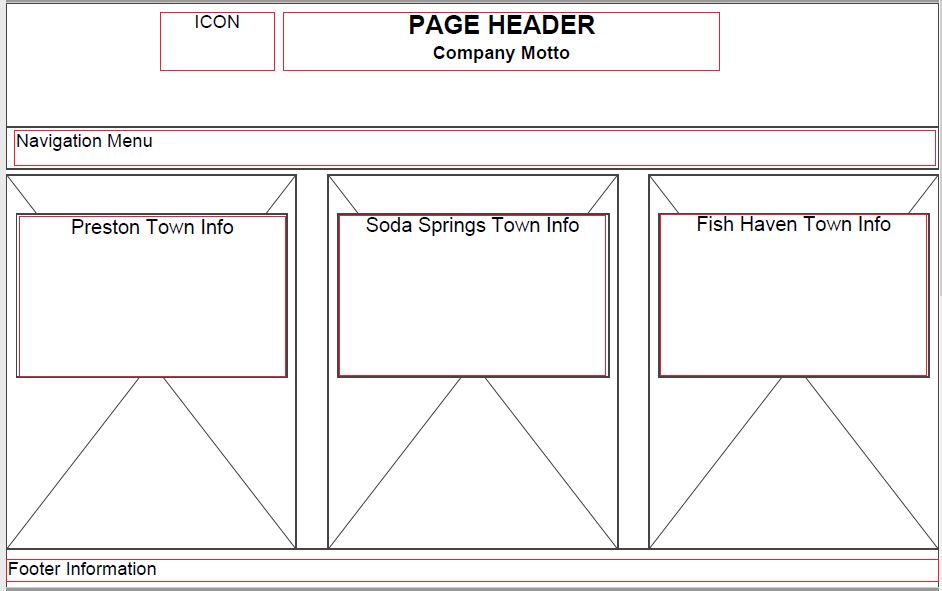 ICON
PAGE HEADER
Company Motto
Navigation Menu
Preston Town Info
Soda Springs Town Info
Fish Haven Town Info
Footer Information